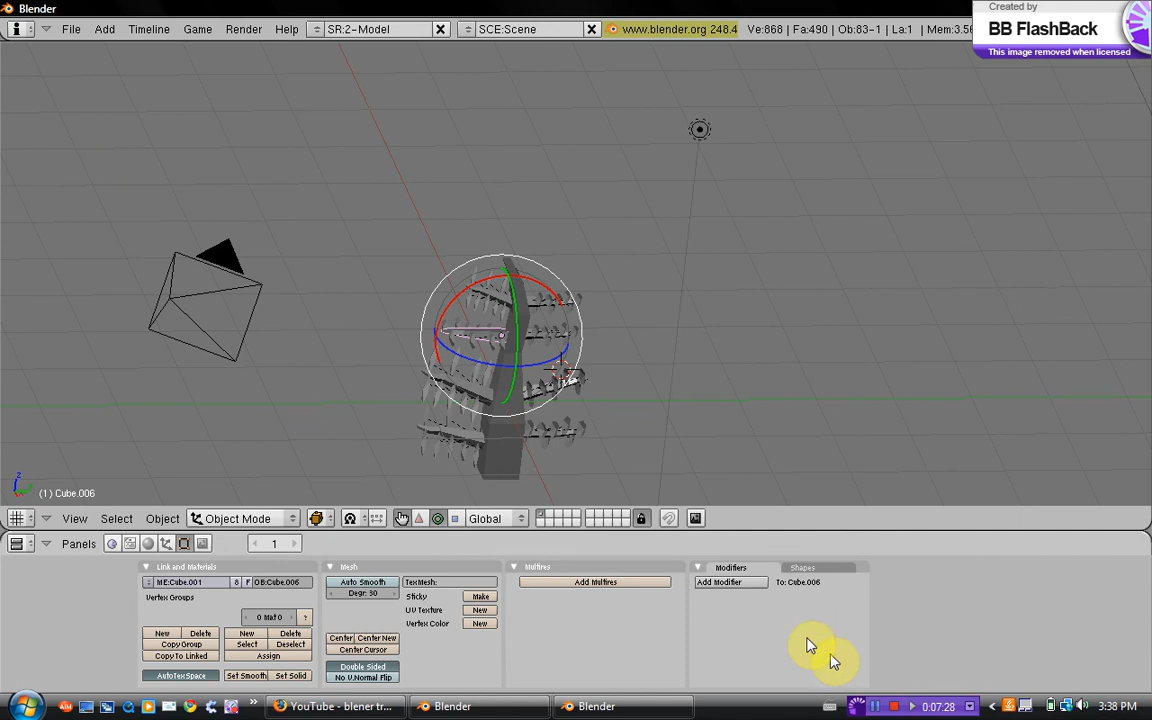 Blender
Created by
BB FlashBack
This image removed when licensed
File Add Timeline Game Render Help SR:2-Model SCE:Scene www.blender.org 248.4 Ve:868 | Fa:490 | Ob:83-1 | La:1 | Mem:3.56
z
(1) Cube.006
View Select Object Object Mode Global
Panels 1
Link and Materials Mesh Multires Modifiers Shapes
ME:Cube.001 8 F OB:Cube.006 Auto Smooth TexMesh: Add Multires Add Modifier To: Cube.006
Degr: 30
Vertex Groups Sticky Make
UV Texture New
0 Mat 0 ? Vertex Color New
New Delete New Delete Center Center New
Copy Group Select Deselect Center Cursor
Copy To Linked Assign
Double Sided
AutoTexSpace Set Smooth Set Solid No V.Normal Flip
YouTube - blener tr... Blender Blender 0:07:28 3:38 PM